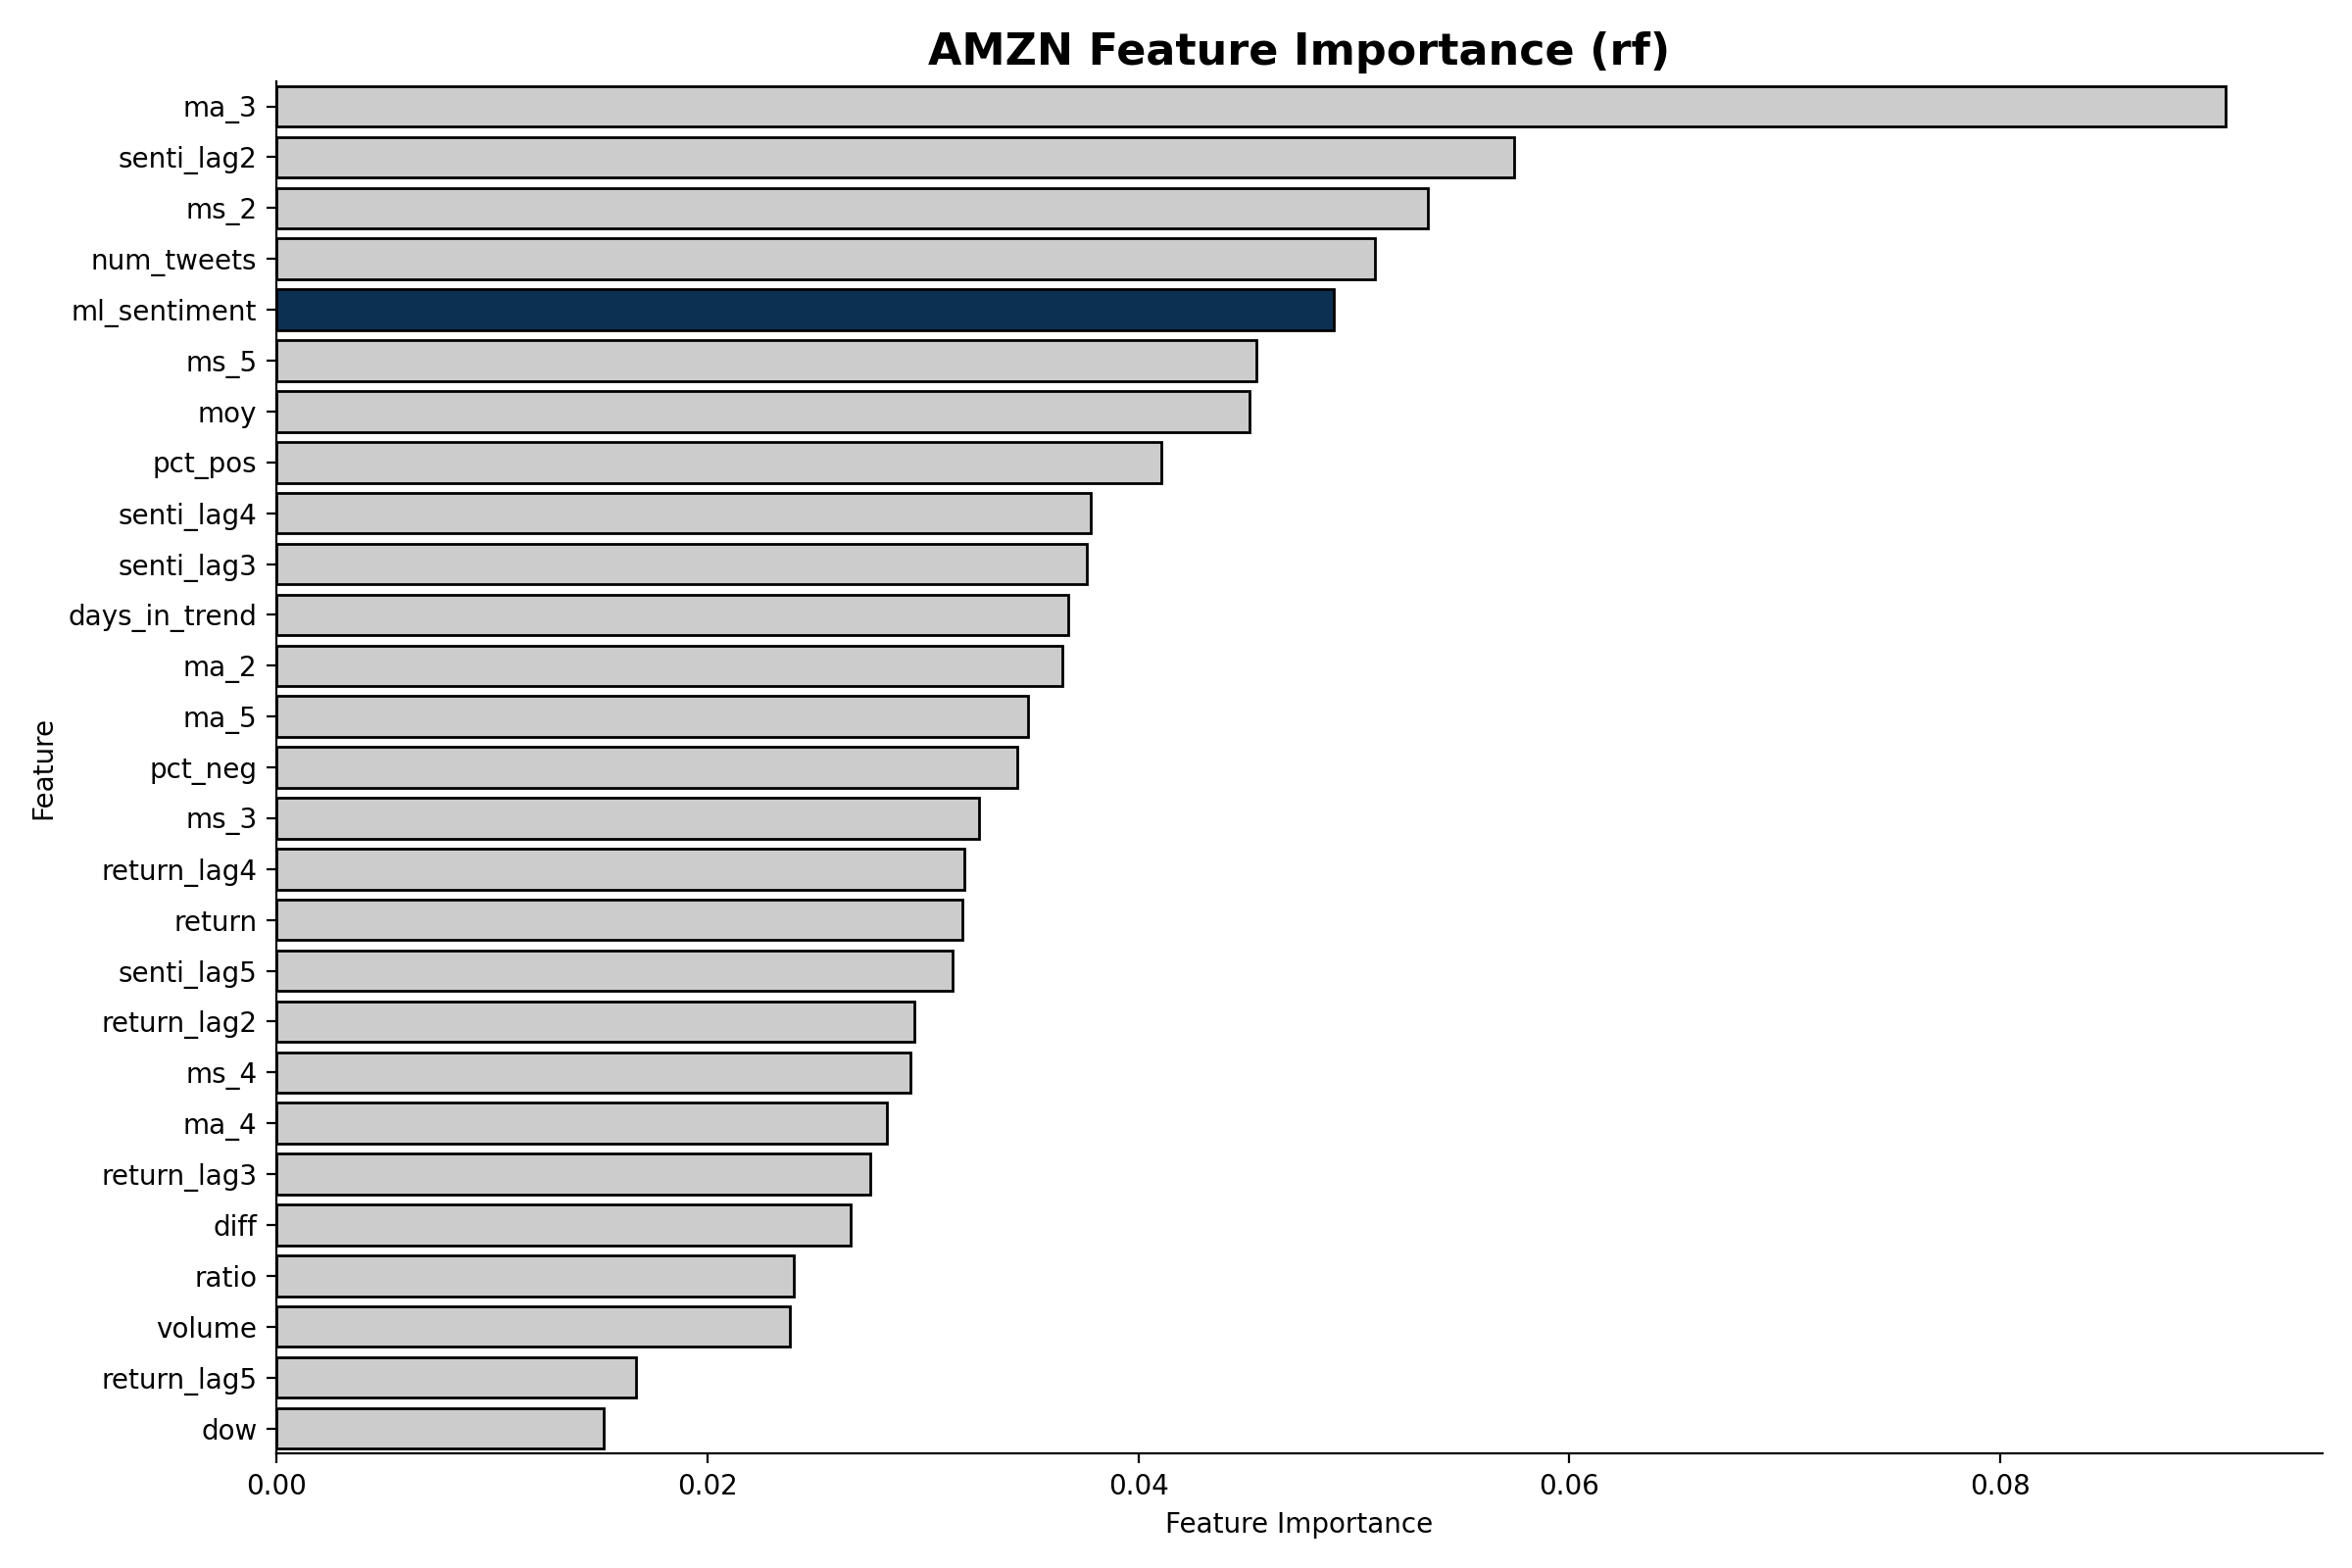 AMZN Feature Importance (rf)
ma_3
senti_lag2
ms_2
num_tweets
ml_sentiment
ms_5
moy
pct_pos
senti_lag4
senti_lag3
days_in_trend
ma_2
ma_5
pct_neg
ms_3
return_lag4
return
senti_lag5
return_lag2
ms_4
ma_4
return_lag3
diff
ratio
volume
return_lag5
dow
Feature
0.00 0.02 0.04 0.06 0.08
Feature Importance